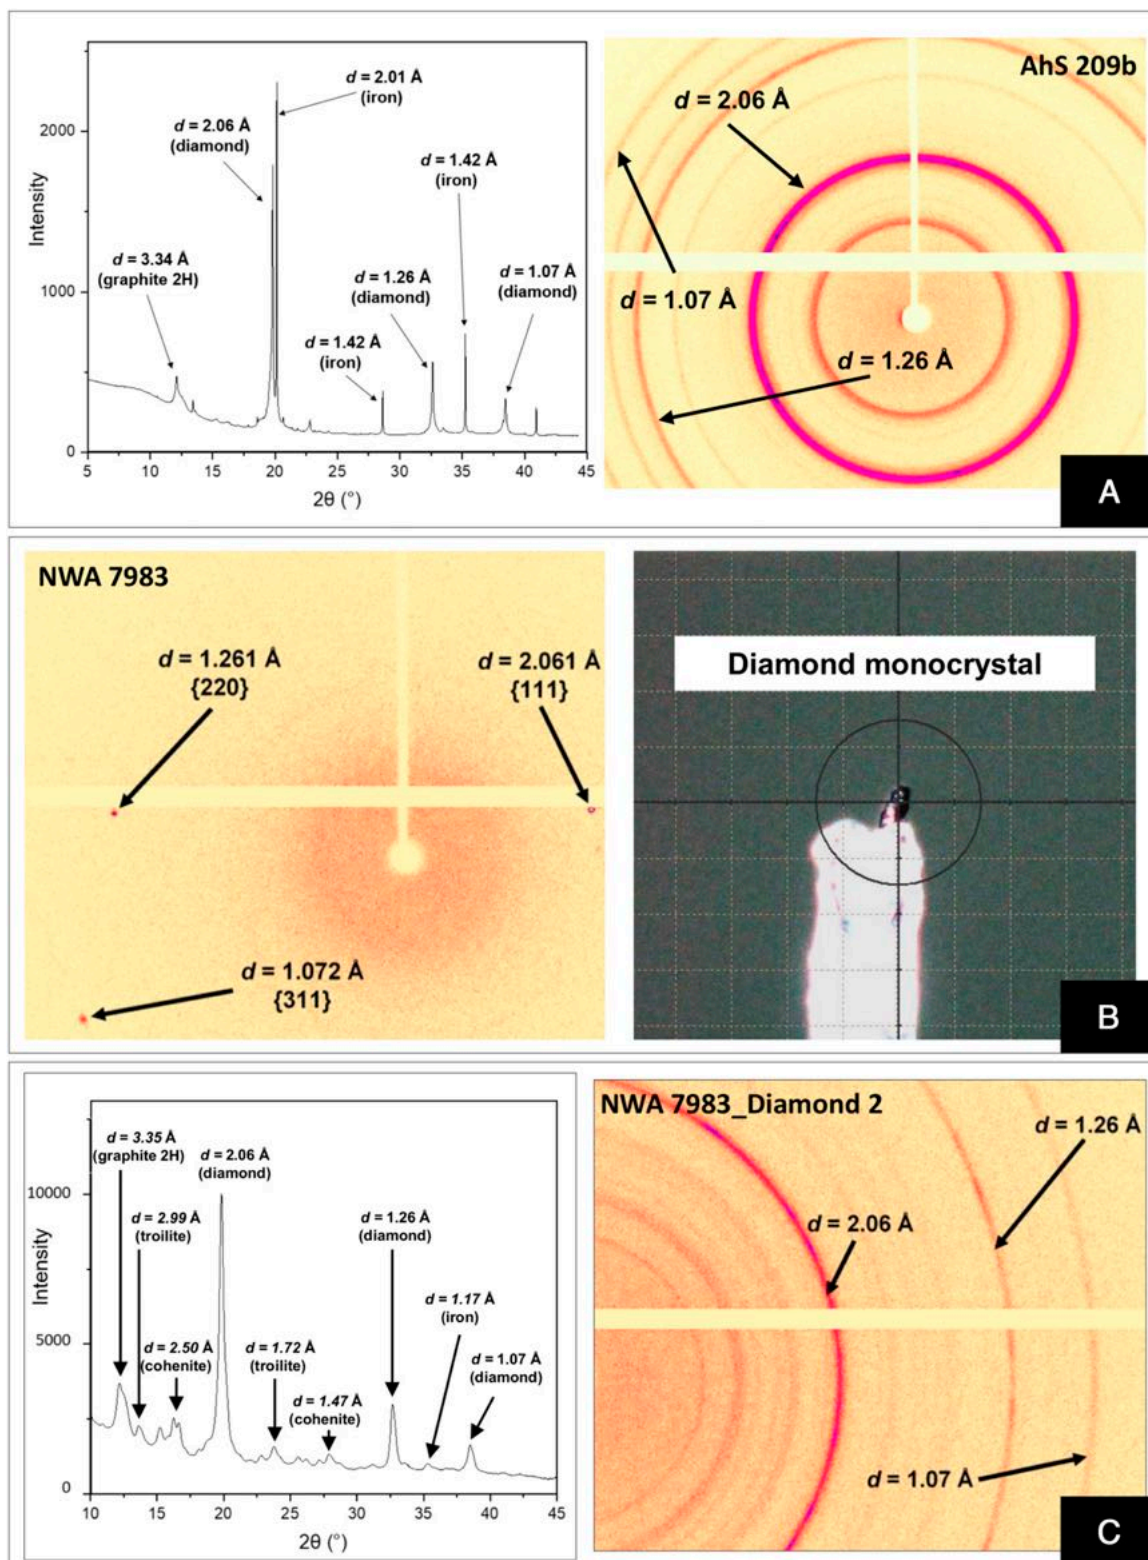 d = 2.01 Å
(iron)
d = 2.06 Å
(diamond)
d = 1.42 Å
(iron)
d = 3.34 Å
(graphite 2H)
d = 1.26 Å
(diamond)
d = 1.07 Å
(diamond)
d = 1.42 Å
(iron)
Intensity
2000
1000
0
5
10
15
20
25
30
35
40
45
2θ (°)
AhS 209b
d = 2.06 Å
d = 1.07 Å
d = 1.26 Å
A
NWA 7983
d = 1.261 Å
{220}
d = 2.061 Å
{111}
d = 1.072 Å
{311}
Diamond monocrystal
B
d = 3.35 Å
(graphite 2H)
d = 2.06 Å
(diamond)
d = 2.99 Å
(troilite)
d = 1.26 Å
(diamond)
d = 2.50 Å
(cohenite)
d = 1.72 Å
(troilite)
d = 1.17 Å
(iron)
d = 1.47 Å
(cohenite)
d = 1.07 Å
(diamond)
Intensity
10000
5000
0
10
15
20
25
30
35
40
45
2θ (°)
NWA 7983_Diamond 2
d = 1.26 Å
d = 2.06 Å
d = 1.07 Å
C